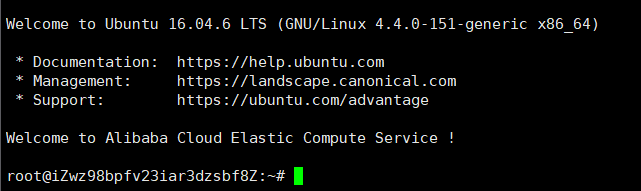 Welcome to Ubuntu 16.04.6 LTS (GNU/Linux 4.4.0-151-generic x86_64)
* Documentation:  https://help.ubuntu.com
* Management:     https://landscape.canonical.com
* Support:        https://ubuntu.com/advantage
Welcome to Alibaba Cloud Elastic Compute Service !
root@iZwz98bpfv23iar3dzsbf8Z:~#